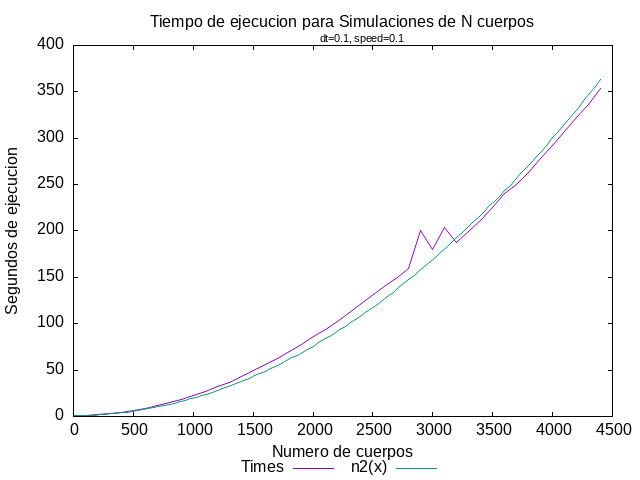 Tiempo de ejecucion para Simulaciones de N cuerpos
dt=0.1, speed=0.1
Segundos de ejecucion
400
350
300
250
200
150
100
50
0
0 500 1000 1500 2000 2500 3000 3500 4000 4500
Numero de cuerpos
Times n2(x)